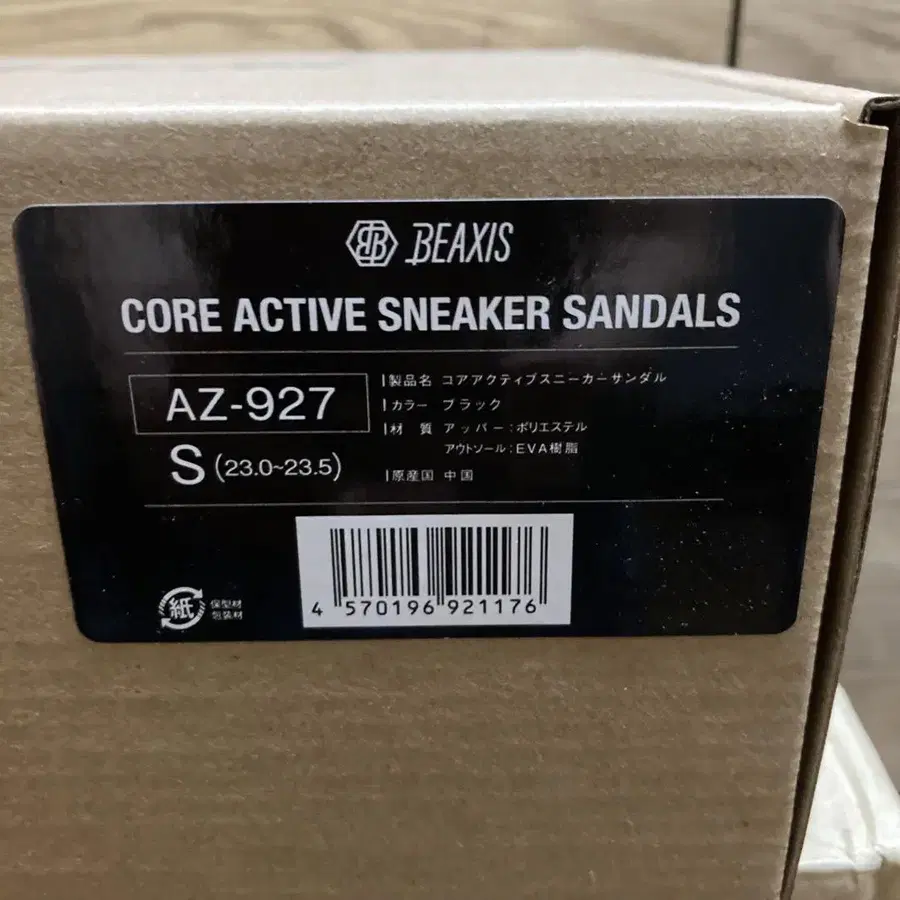 BEAXIS
CORE ACTIVE SNEAKER SANDALS
AZ-927
S (23.0~23.5)
製品名 コアアクティブスニーカーサンダル
カラー ブラック
材 質 アッパー:ポリエステル
アウトソール:EVA樹脂
原産国 中国
4 570196 921176
紙
保型材
包装材